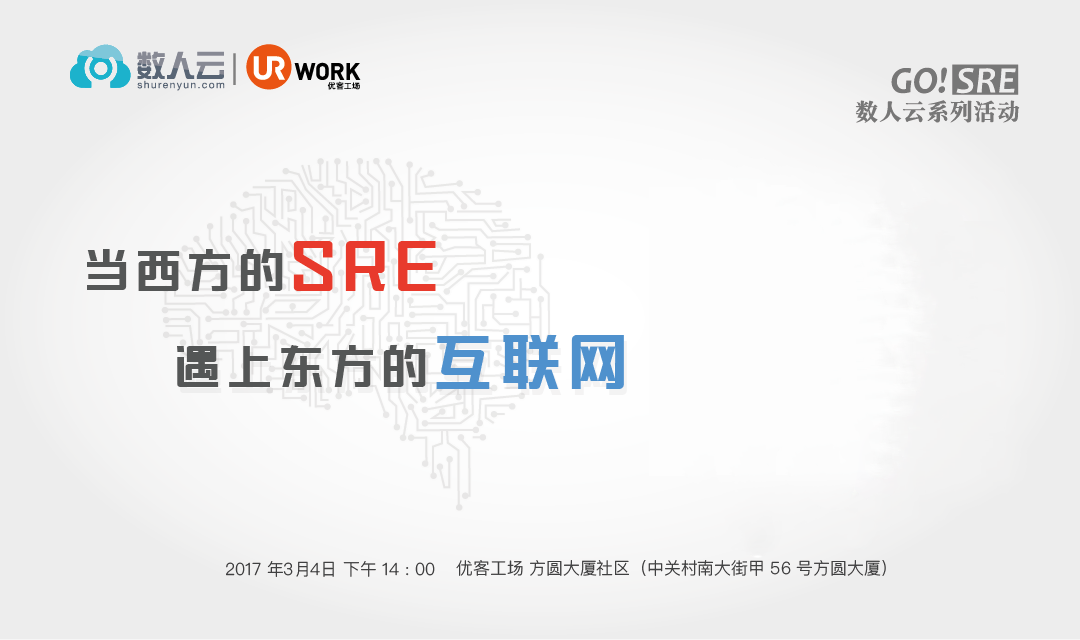 数人云
shurenyun.com
UR WORK
优客工场
GO! SRE
数人云系列活动
当西方的SRE
遇上东方的互联网
2017 年3月4日 下午 14 : 00 优客工场 方圆大厦社区（中关村南大街甲 56 号方圆大厦）